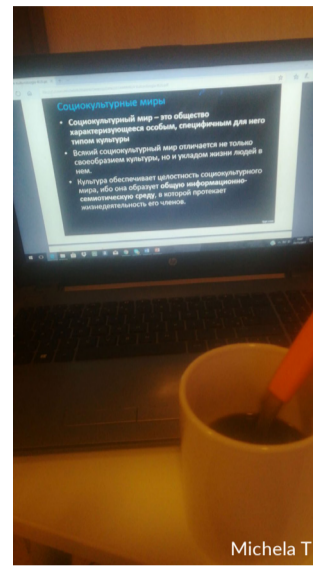 Социокультурные миры
• Социокультурный мир – это общество
характеризующееся особым, специфичным для него
типом культуры
• Всякий социокультурный мир отличается не только
своеобразием культуры, но и укладом жизни людей в
нем.
• Культура обеспечивает целостность социокультурного
мира, ибо она образует общую информационно-
семиотическую среду, в которой протекает
жизнедеятельность его членов.
Michela T